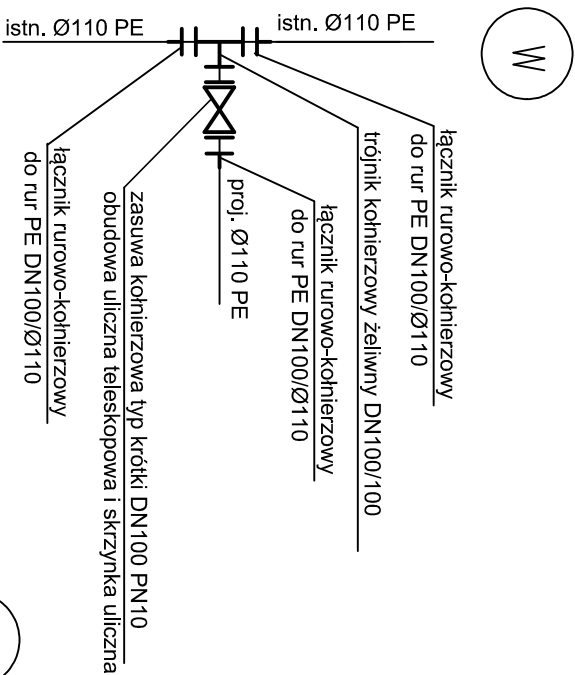 W
istn. Ø110 PE
istn. Ø110 PE
łącznik rurowo-kołnierzowy
do rur PE DN100/Ø110
trójnik kołnierzowy żeliwny DN100/100
łącznik rurowo-kołnierzowy
do rur PE DN100/Ø110
proj. Ø110 PE
zasuwa kołnierzowa typ krótki DN100 PN10
obudowa uliczna teleskopowa i skrzynka uliczna
łącznik rurowo-kołnierzowy
do rur PE DN100/Ø110